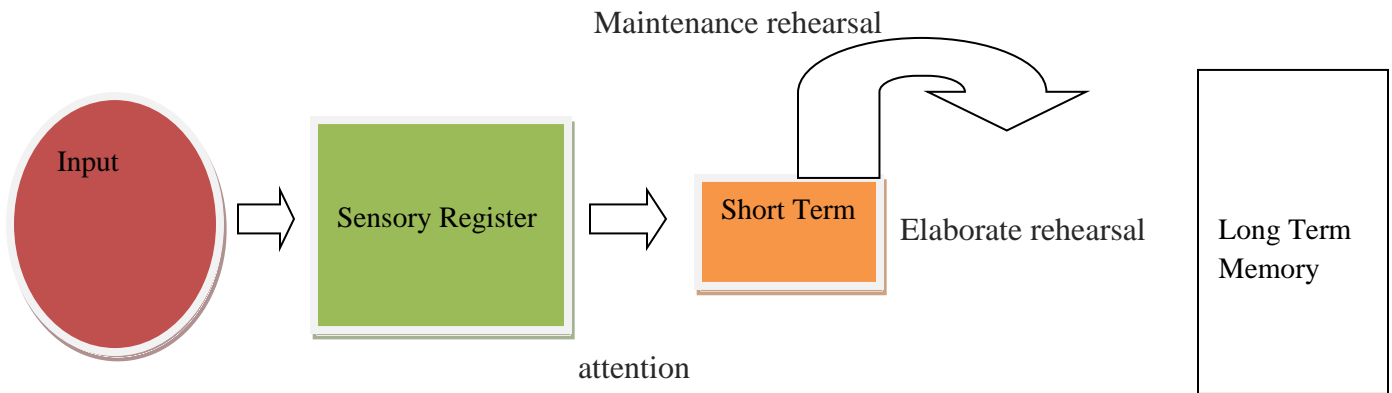 Maintenance rehearsal
Input
Sensory Register
Short Term
Elaborate rehearsal
Long Term
Memory
attention